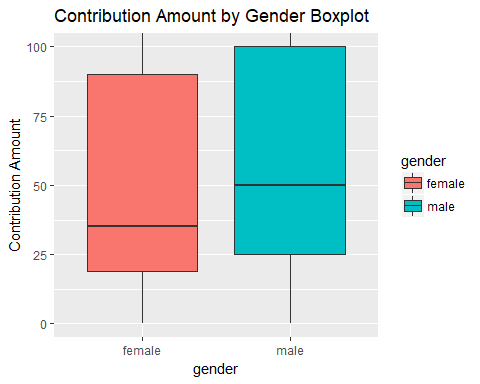 Contribution Amount by Gender Boxplot
Contribution Amount
100
75
50
25
0
female
male
gender
gender
female
male